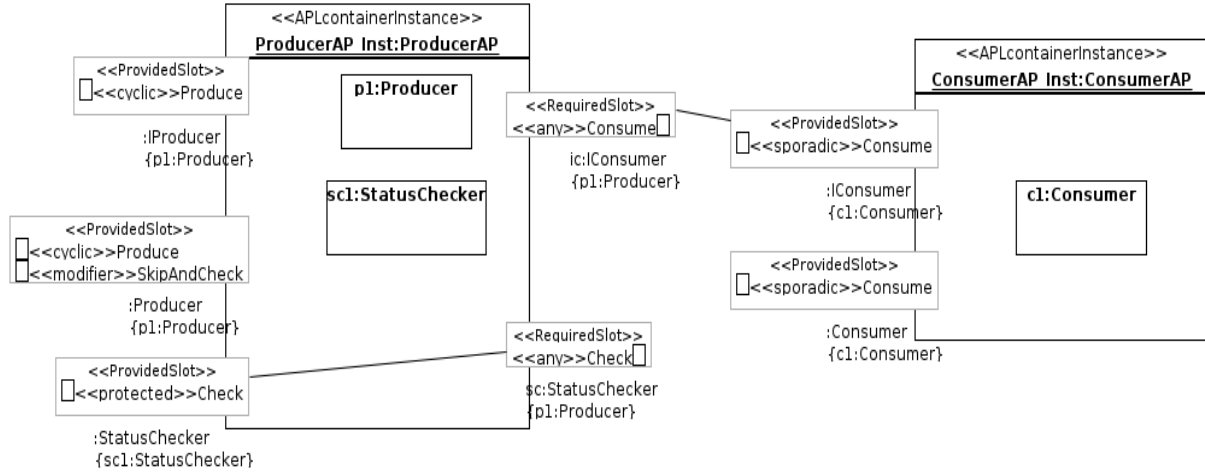 <<APLcontainerInstance>>
ProducerAP_Inst:ProducerAP
<<ProvidedSlot>>
<<cyclic>>Produce
:IProducer
{p1:Producer}
p1:Producer
<<RequiredSlot>>
<<any>>Consume
ic:IConsumer
{p1:Producer}
sc1:StatusChecker
<<ProvidedSlot>>
<<cyclic>>Produce
<<modifier>>SkipAndCheck
:Producer
{p1:Producer}
<<RequiredSlot>>
<<any>>Check
sc:StatusChecker
{p1:Producer}
<<ProvidedSlot>>
<<protected>>Check
:StatusChecker
{sc1:StatusChecker}
<<APLcontainerInstance>>
ConsumerAP_Inst:ConsumerAP
<<ProvidedSlot>>
<<sporadic>>Consume
:IConsumer
{c1:Consumer}
c1:Consumer
<<ProvidedSlot>>
<<sporadic>>Consume
:Consumer
{c1:Consumer}